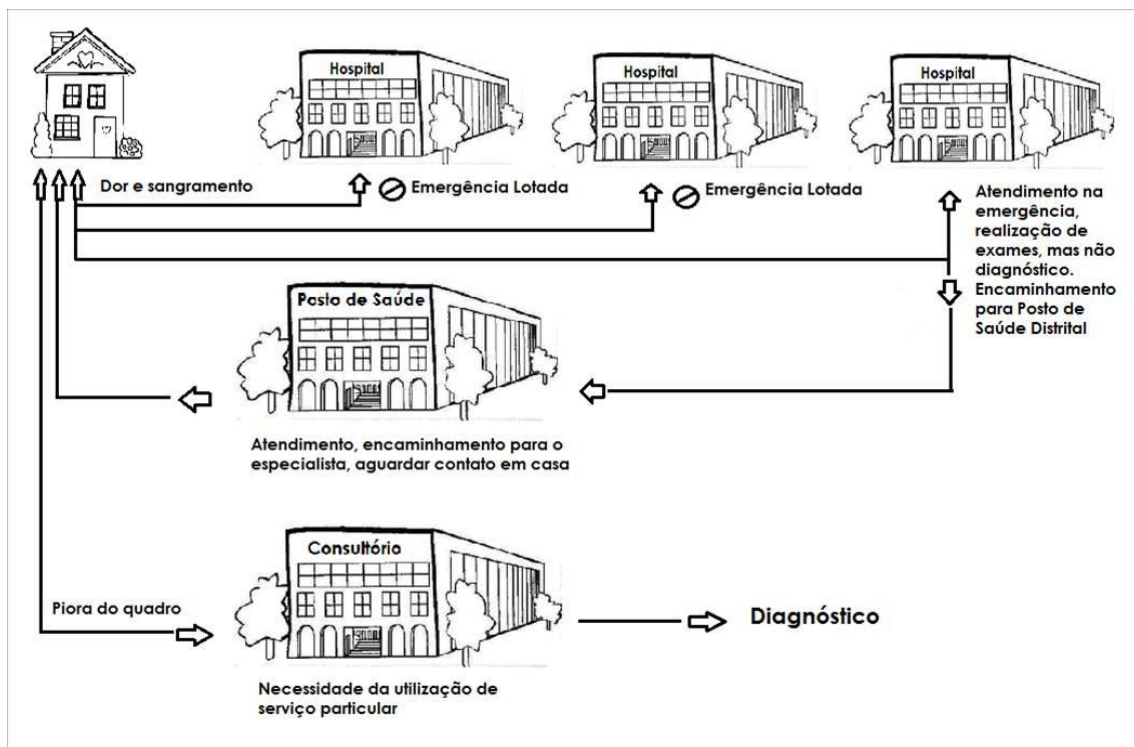 Hospital
Hospital
Hospital
Dor e sangramento
Emergência Lotada
Emergência Lotada
Atendimento na
emergência,
realização de
exames, mas não
diagnóstico.
Encaminhamento
para Posto de
Saúde Distrital
Posto de Saúde
Atendimento, encaminhamento para o
especialista, aguardar contato em casa
Consultório
Piora do quadro
Diagnóstico
Necessidade da utilização de
serviço particular